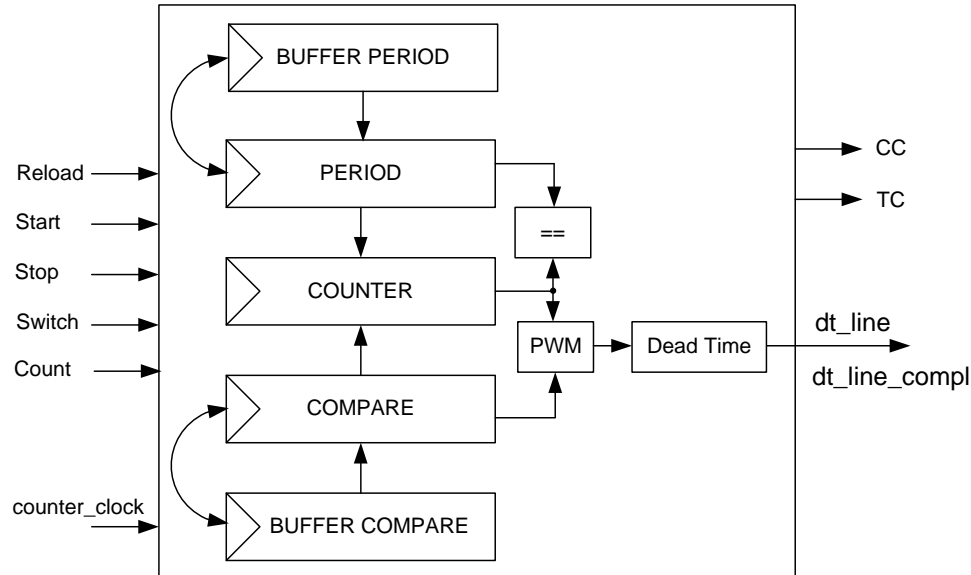 BUFFER PERIOD
PERIOD
==
COUNTER
PWM
Dead Time
COMPARE
BUFFER COMPARE
Reload
Start
Stop
Switch
Count
counter_clock
CC
TC
dt_line
dt_line_compl